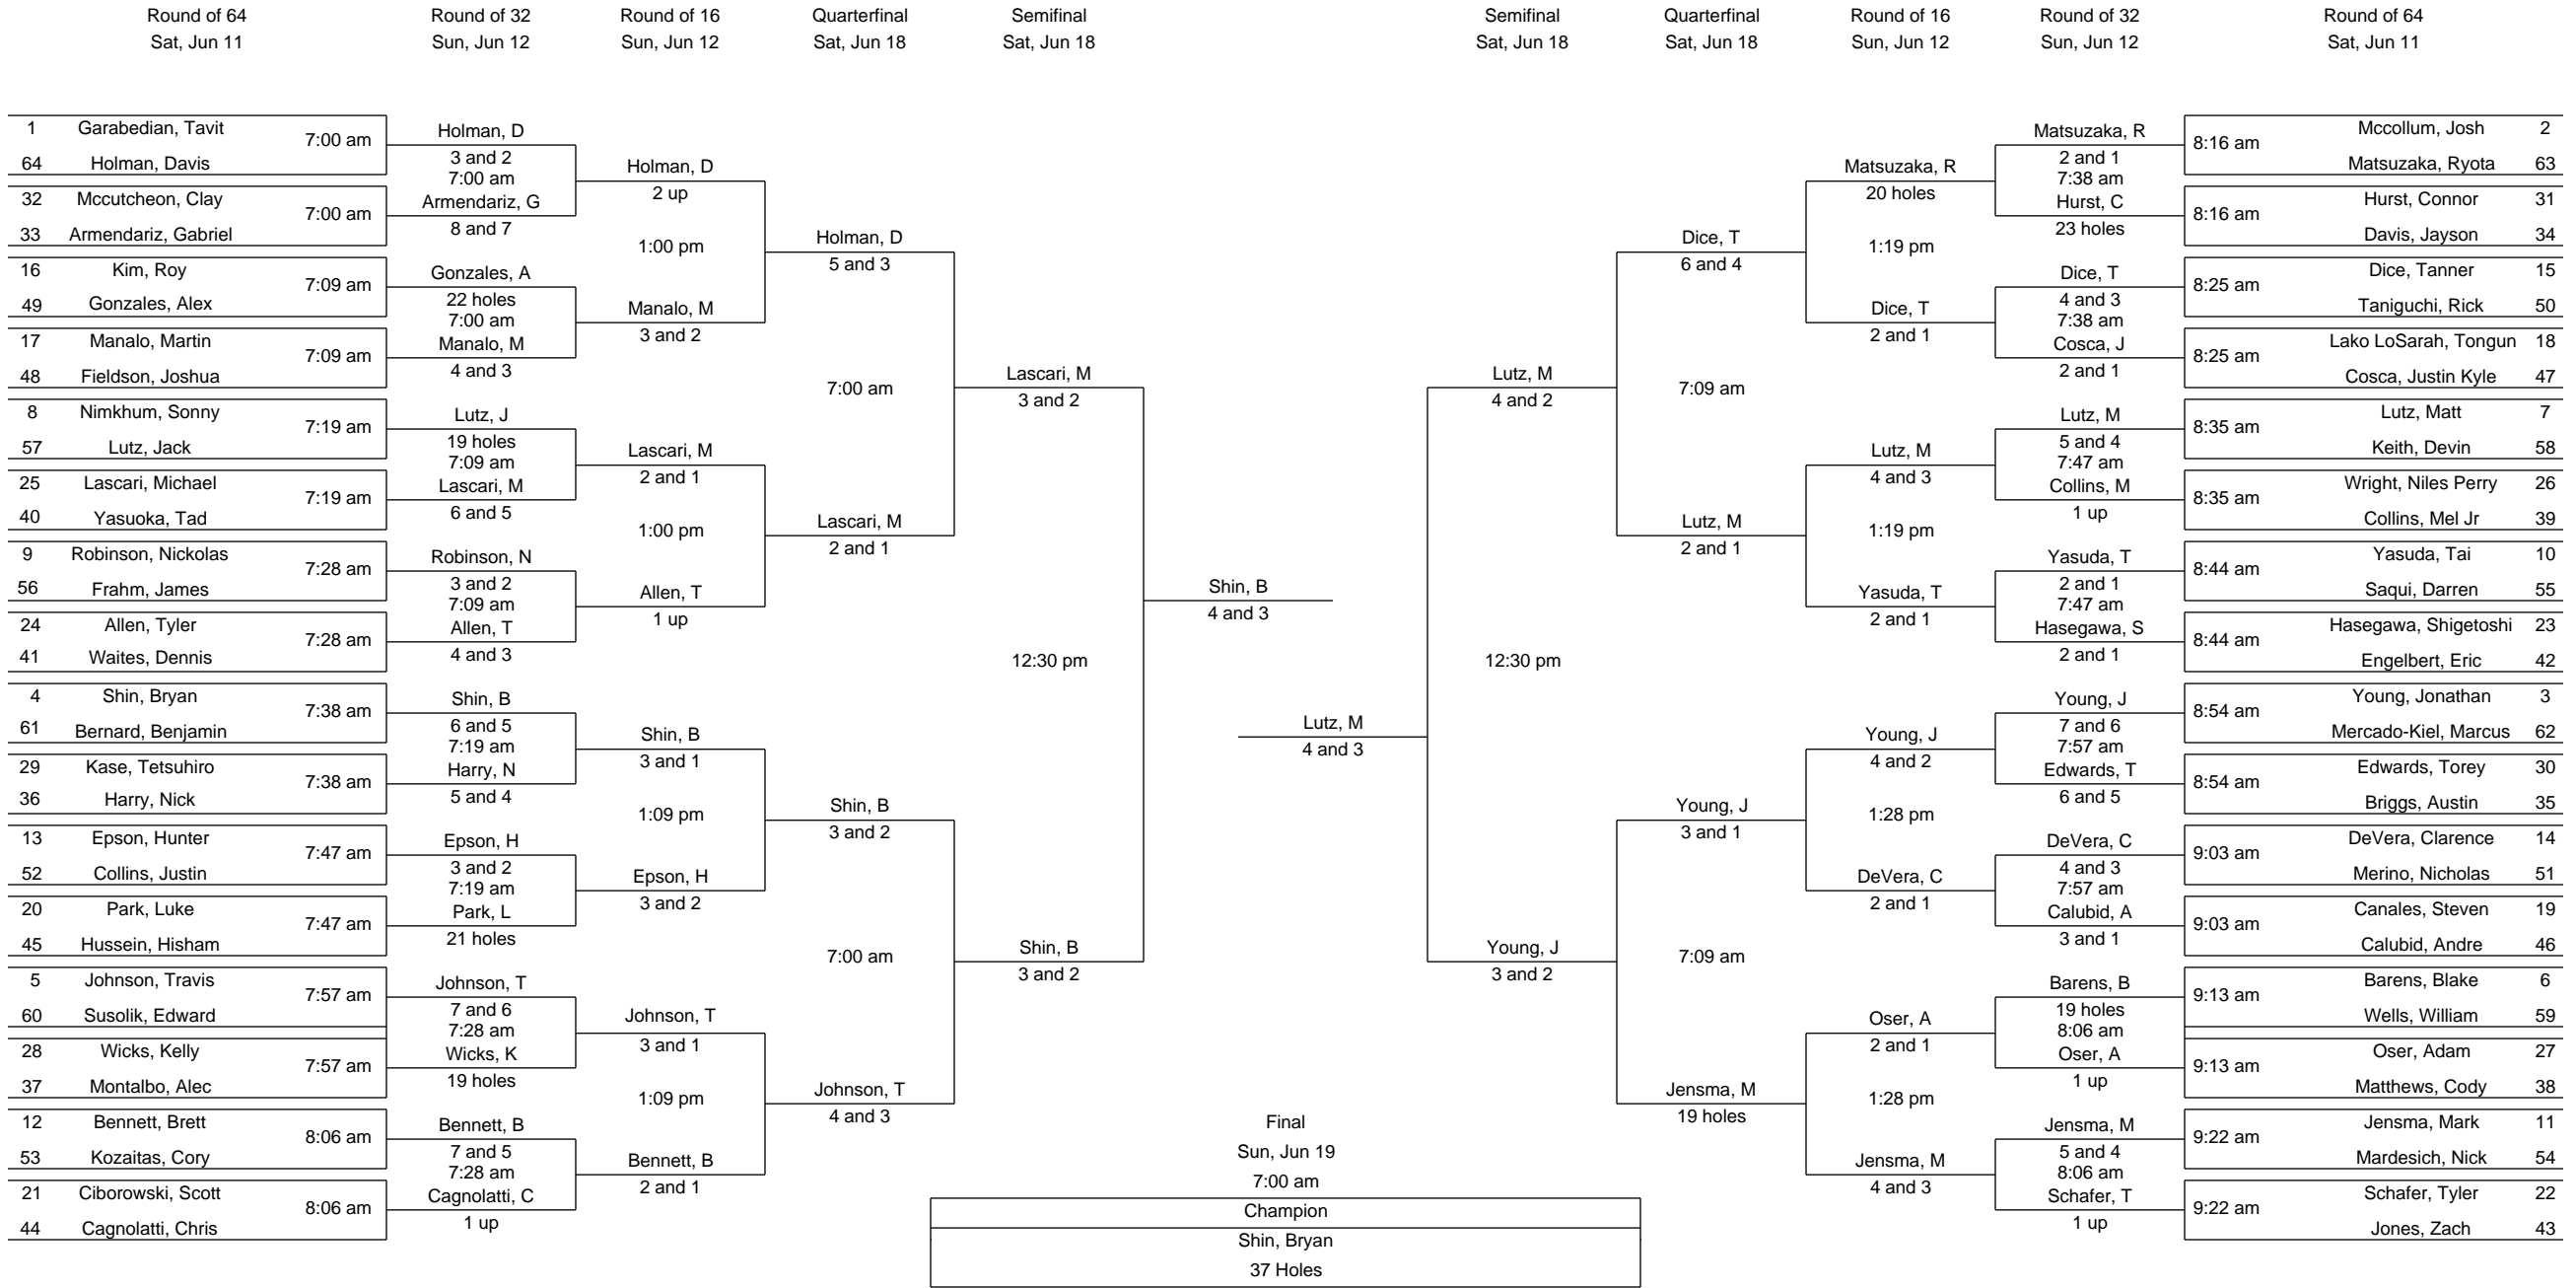 Round of 64
Sat, Jun 11
Round of 32
Sun, Jun 12
Round of 16
Sun, Jun 12
Quarterfinal
Sat, Jun 18
Semifinal
Sat, Jun 18
Semifinal
Sat, Jun 18
Quarterfinal
Sat, Jun 18
Round of 16
Sun, Jun 12
Round of 32
Sun, Jun 12
Round of 64
Sat, Jun 11
1 Garabedian, Tavit
7:00 am
64 Holman, Davis
32 Mccutcheon, Clay
7:00 am
33 Armendariz, Gabriel
16 Kim, Roy
7:09 am
49 Gonzales, Alex
17 Manalo, Martin
7:09 am
48 Fieldson, Joshua
8 Nimkhum, Sonny
7:19 am
57 Lutz, Jack
25 Lascari, Michael
7:19 am
40 Yasuoka, Tad
9 Robinson, Nickolas
7:28 am
56 Frahm, James
24 Allen, Tyler
7:28 am
41 Waites, Dennis
4 Shin, Bryan
7:38 am
61 Bernard, Benjamin
29 Kase, Tetsuhiro
7:38 am
36 Harry, Nick
13 Epson, Hunter
7:47 am
52 Collins, Justin
20 Park, Luke
7:47 am
45 Hussein, Hisham
5 Johnson, Travis
7:57 am
60 Susolik, Edward
28 Wicks, Kelly
7:57 am
37 Montalbo, Alec
12 Bennett, Brett
8:06 am
53 Kozaitas, Cory
21 Ciborowski, Scott
8:06 am
44 Cagnolatti, Chris
Holman, D
3 and 2
7:00 am
Armendariz, G
8 and 7
Gonzales, A
22 holes
7:00 am
Manalo, M
4 and 3
Lutz, J
19 holes
7:09 am
Lascari, M
6 and 5
Robinson, N
3 and 2
7:09 am
Allen, T
4 and 3
Shin, B
6 and 5
7:19 am
Harry, N
5 and 4
Epson, H
3 and 2
7:19 am
Park, L
21 holes
Johnson, T
7 and 6
7:28 am
Wicks, K
19 holes
Bennett, B
7 and 5
7:28 am
Cagnolatti, C
1 up
Holman, D
2 up
1:00 pm
Manalo, M
3 and 2
Lascari, M
2 and 1
1:00 pm
Allen, T
1 up
Shin, B
3 and 1
1:09 pm
Epson, H
3 and 2
Johnson, T
3 and 1
1:09 pm
Bennett, B
2 and 1
Holman, D
5 and 3
7:00 am
Lascari, M
2 and 1
Shin, B
3 and 2
7:00 am
Johnson, T
4 and 3
Lascari, M
3 and 2
12:30 pm
Shin, B
3 and 2
Shin, B
4 and 3
Lutz, M
4 and 3
Final
Sun, Jun 19
7:00 am
Champion
Shin, Bryan
37 Holes
Lutz, M
4 and 2
12:30 pm
Young, J
3 and 2
Dice, T
6 and 4
7:09 am
Lutz, M
2 and 1
Young, J
3 and 1
7:09 am
Jensma, M
19 holes
Matsuzaka, R
20 holes
1:19 pm
Dice, T
2 and 1
Lutz, M
4 and 3
1:19 pm
Yasuda, T
2 and 1
Young, J
4 and 2
1:28 pm
DeVera, C
2 and 1
Oser, A
2 and 1
1:28 pm
Jensma, M
4 and 3
Matsuzaka, R
2 and 1
7:38 am
Hurst, C
23 holes
Dice, T
4 and 3
7:38 am
Cosca, J
2 and 1
Lutz, M
5 and 4
7:47 am
Collins, M
1 up
Yasuda, T
2 and 1
7:47 am
Hasegawa, S
2 and 1
Young, J
7 and 6
7:57 am
Edwards, T
6 and 5
DeVera, C
4 and 3
7:57 am
Calubid, A
3 and 1
Barens, B
19 holes
8:06 am
Oser, A
1 up
Jensma, M
5 and 4
8:06 am
Schafer, T
1 up
Mccollum, Josh 2
8:16 am
Matsuzaka, Ryota 63
Hurst, Connor 31
8:16 am
Davis, Jayson 34
Dice, Tanner 15
8:25 am
Taniguchi, Rick 50
Lako LoSarah, Tongun 18
8:25 am
Cosca, Justin Kyle 47
Lutz, Matt 7
8:35 am
Keith, Devin 58
Wright, Niles Perry 26
8:35 am
Collins, Mel Jr 39
Yasuda, Tai 10
8:44 am
Saqui, Darren 55
Hasegawa, Shigetoshi 23
8:44 am
Engelbert, Eric 42
Young, Jonathan 3
8:54 am
Mercado-Kiel, Marcus 62
Edwards, Torey 30
8:54 am
Briggs, Austin 35
DeVera, Clarence 14
9:03 am
Merino, Nicholas 51
Canales, Steven 19
9:03 am
Calubid, Andre 46
Barens, Blake 6
9:13 am
Wells, William 59
Oser, Adam 27
9:13 am
Matthews, Cody 38
Jensma, Mark 11
9:22 am
Mardesich, Nick 54
Schafer, Tyler 22
9:22 am
Jones, Zach 43